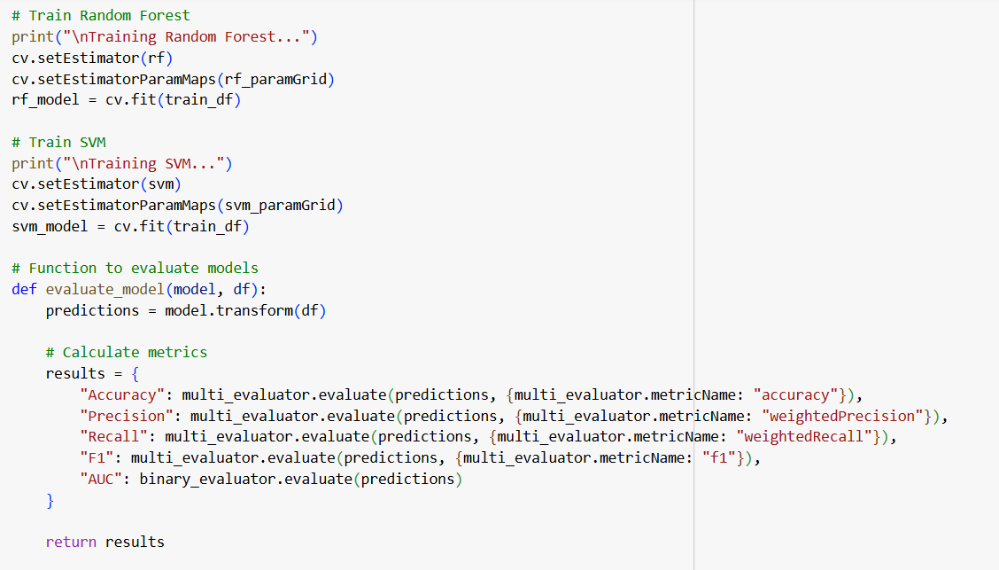 # Train Random Forest
print("\nTraining Random Forest...")
cv.setEstimator(rf)
cv.setEstimatorParamMaps(rf_paramGrid)
rf_model = cv.fit(train_df)

# Train SVM
print("\nTraining SVM...")
cv.setEstimator(svm)
cv.setEstimatorParamMaps(svm_paramGrid)
svm_model = cv.fit(train_df)

# Function to evaluate models
def evaluate_model(model, df):
    predictions = model.transform(df)

    # Calculate metrics
    results = {
        "Accuracy": multi_evaluator.evaluate(predictions, {multi_evaluator.metricName: "accuracy"}),
        "Precision": multi_evaluator.evaluate(predictions, {multi_evaluator.metricName: "weightedPrecision"}),
        "Recall": multi_evaluator.evaluate(predictions, {multi_evaluator.metricName: "weightedRecall"}),
        "F1": multi_evaluator.evaluate(predictions, {multi_evaluator.metricName: "f1"}),
        "AUC": binary_evaluator.evaluate(predictions)
    }

    return results